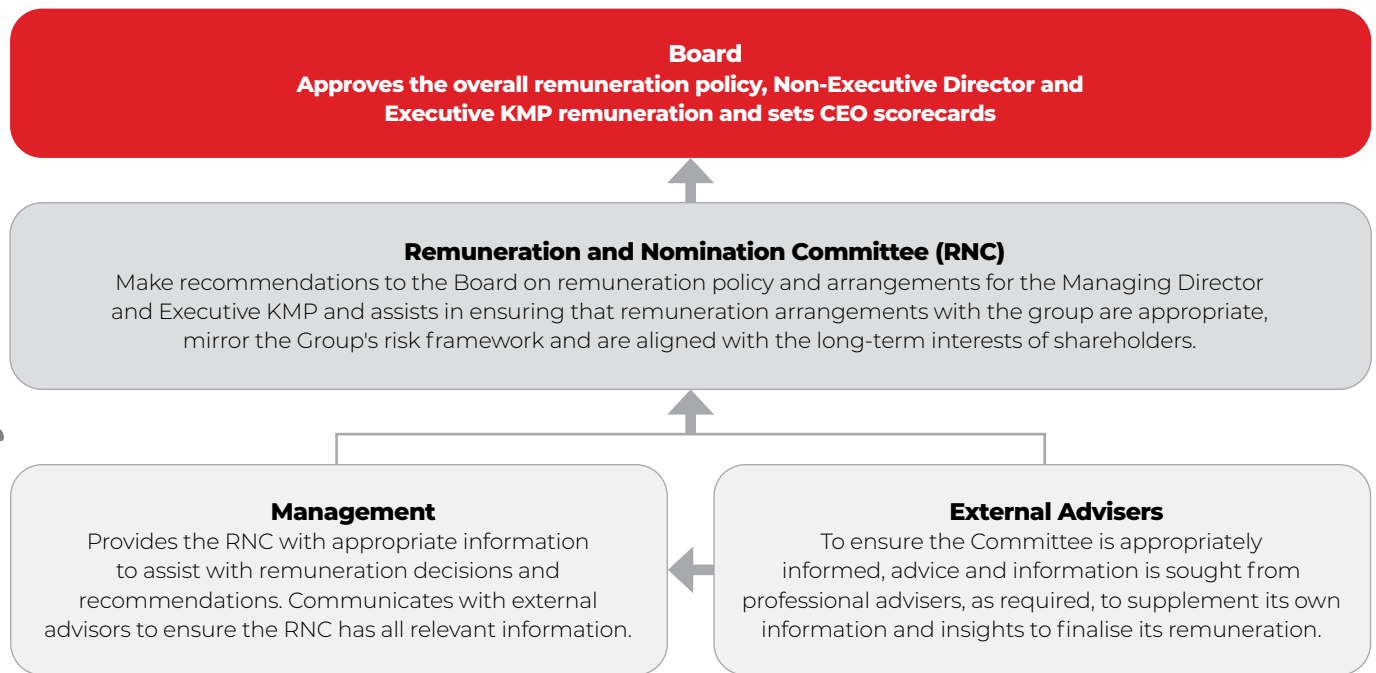 Board
Approves the overall remuneration policy, Non-Executive Director and
Executive KMP remuneration and sets CEO scorecards
Remuneration and Nomination Committee (RNC)
Make recommendations to the Board on remuneration policy and arrangements for the Managing Director
and Executive KMP and assists in ensuring that remuneration arrangements with the group are appropriate,
mirror the Group's risk framework and are aligned with the long-term interests of shareholders.
Management
Provides the RNC with appropriate information
to assist with remuneration decisions and
recommendations. Communicates with external
advisors to ensure the RNC has all relevant information.
External Advisers
To ensure the Committee is appropriately
informed, advice and information is sought from
professional advisers, as required, to supplement its own
information and insights to finalise its remuneration.